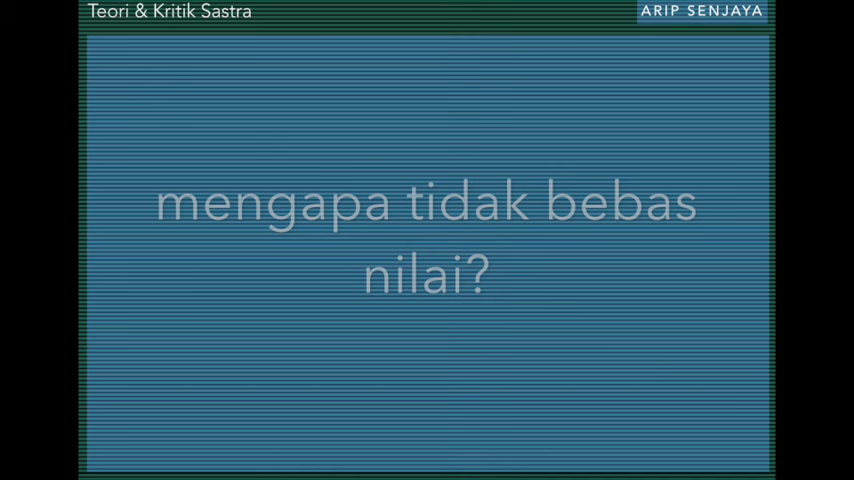 Teori & Kritik Sastra
ARIP SENJAYA
mengapa tidak bebas
nilai?